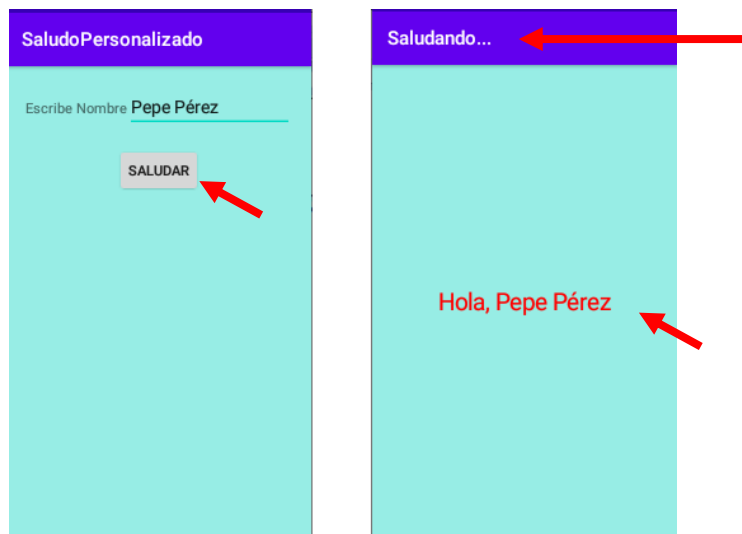 SaludoPersonalizado
Escribe Nombre Pepe Pérez
SALUDAR
Saludando...
Hola, Pepe Pérez